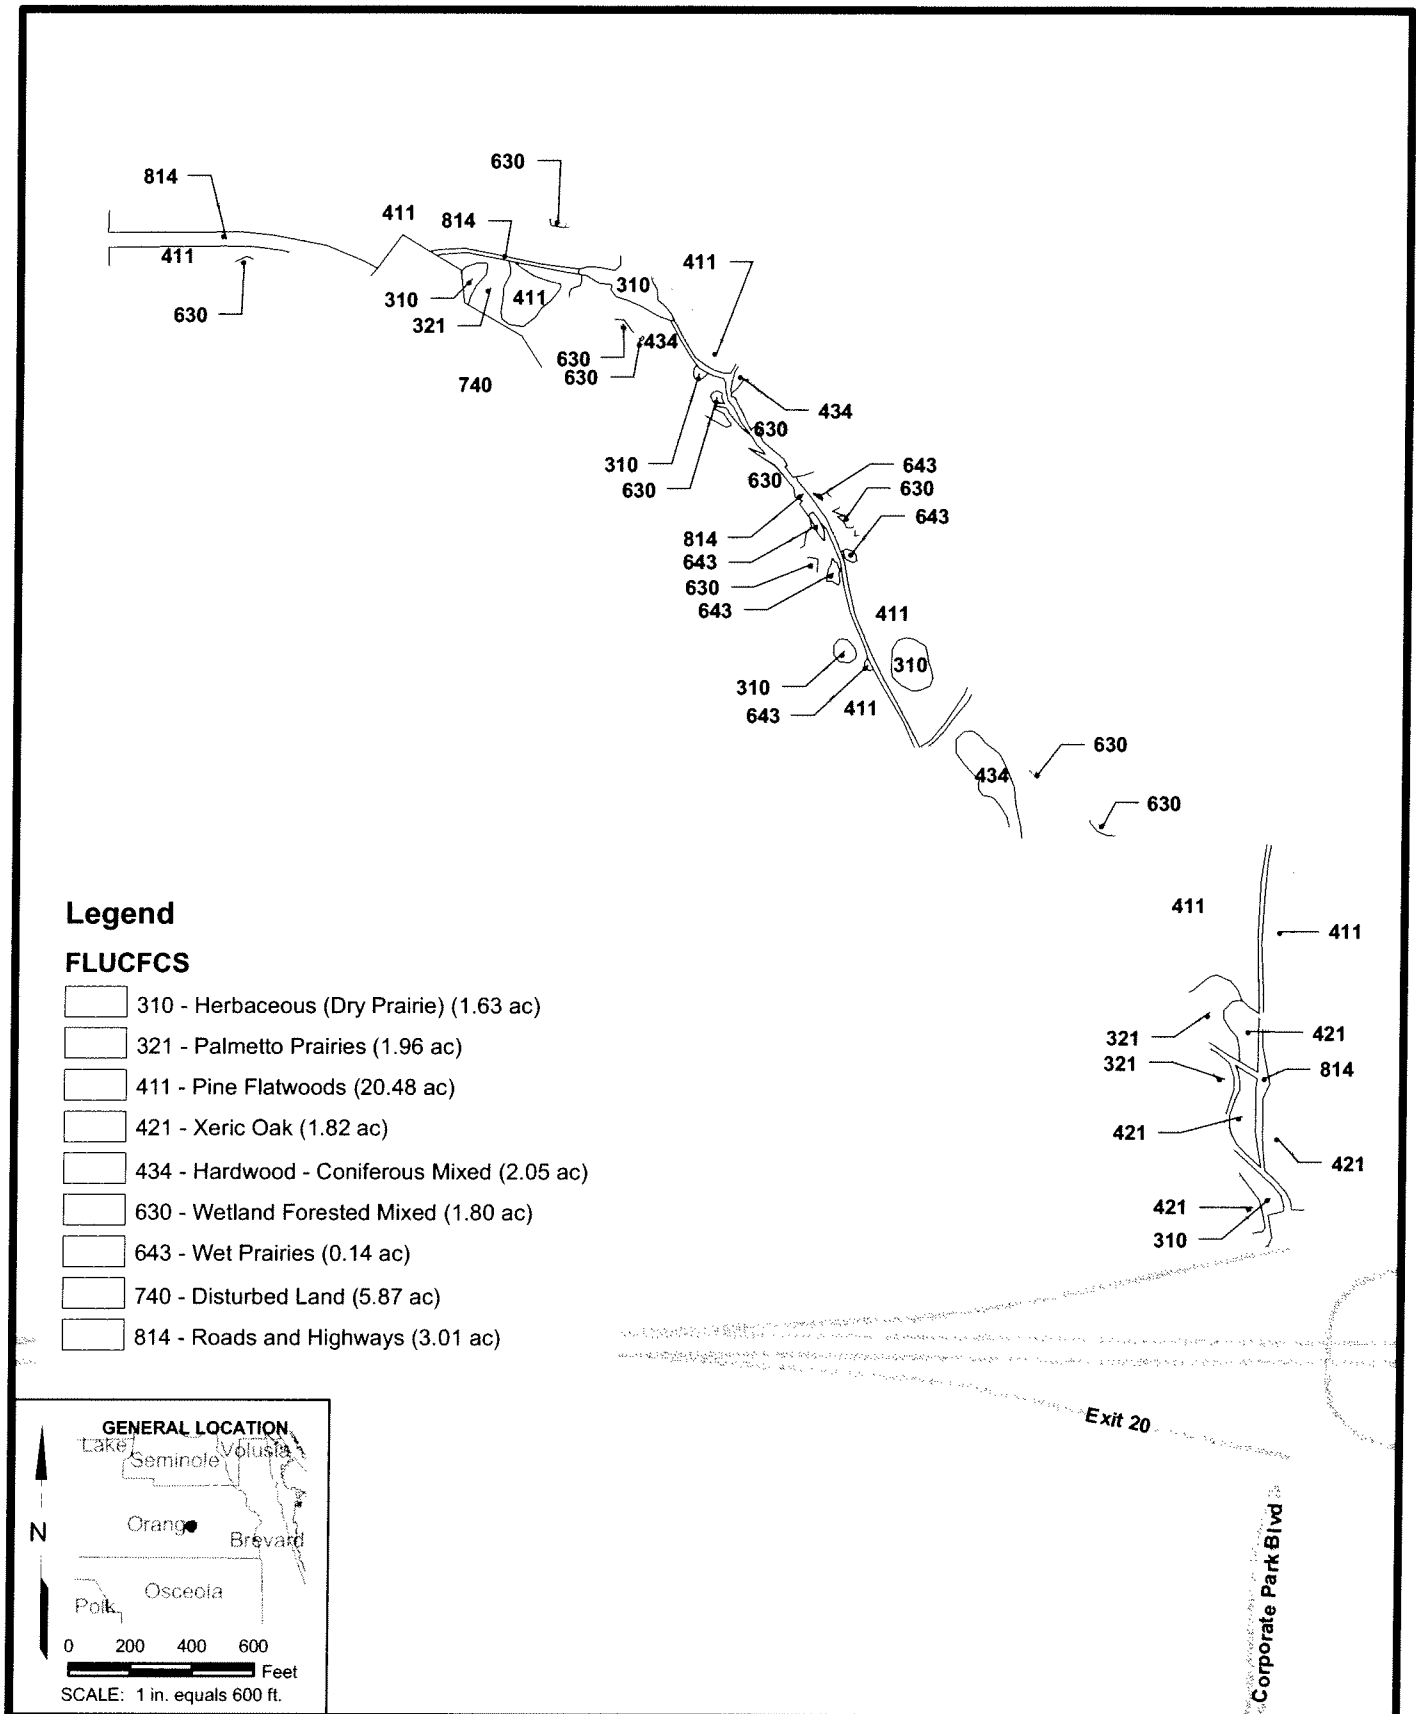 630
814
411
814
411
411
310
310
411
630
321
434
630
630
740
434
630
310
643
630
630
630
643
814
643
630
643
411
310
310
643
411
630
434
630
411
411
321
421
321
814
421
421
421
310
Legend
FLUCFCS
310 - Herbaceous (Dry Prairie) (1.63 ac)
321 - Palmetto Prairies (1.96 ac)
411 - Pine Flatwoods (20.48 ac)
421 - Xeric Oak (1.82 ac)
434 - Hardwood - Coniferous Mixed (2.05 ac)
630 - Wetland Forested Mixed (1.80 ac)
643 - Wet Prairies (0.14 ac)
740 - Disturbed Land (5.87 ac)
814 - Roads and Highways (3.01 ac)
Exit 20
Corporate Park Blvd
GENERAL LOCATION
Lake
Seminole
Volusia
Orange
Brevard
Osceola
Polk
N
0 200 400 600
Feet
SCALE: 1 in. equals 600 ft.